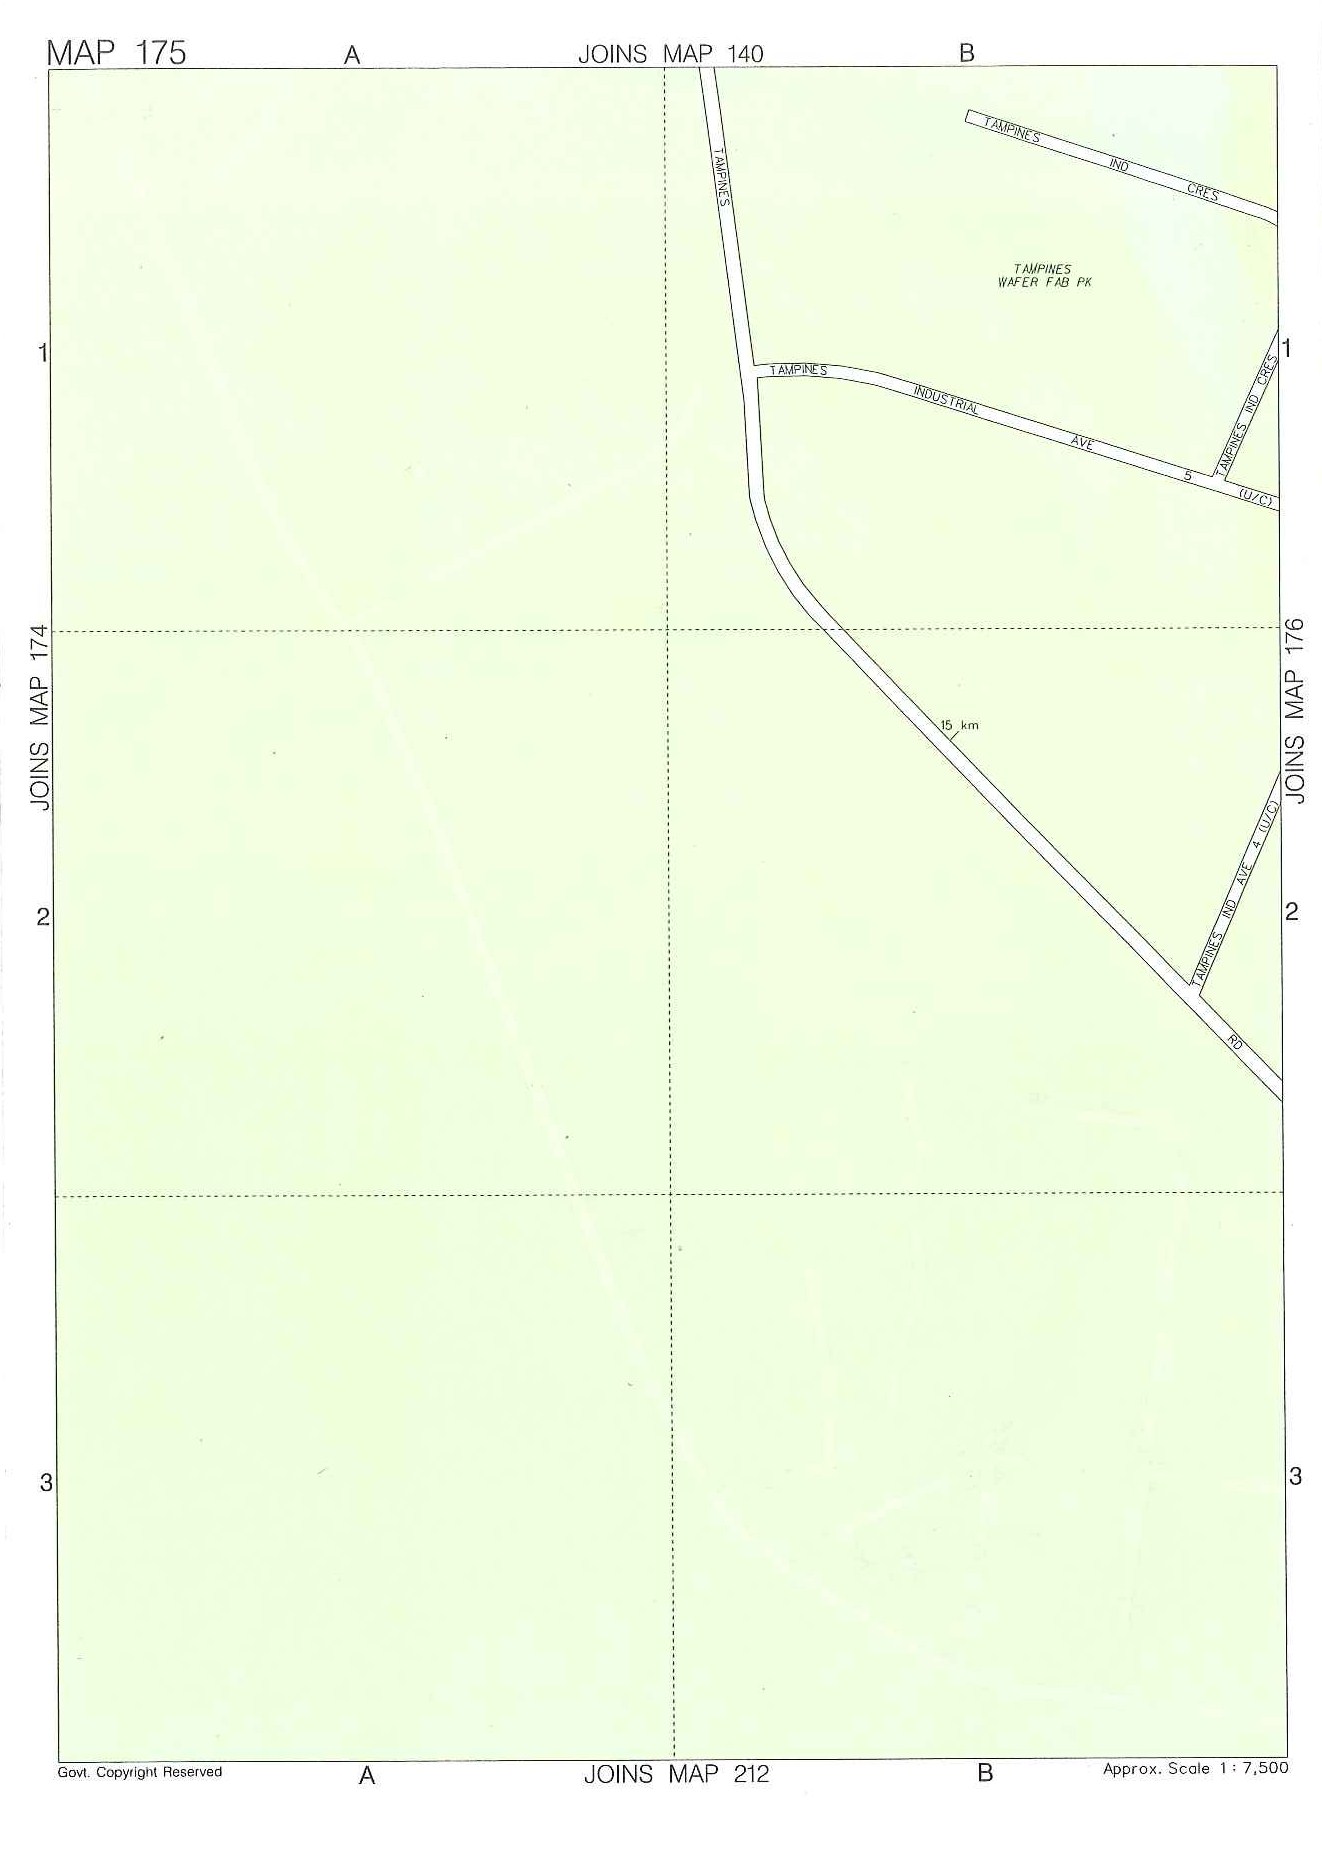 MAP 175
A
JOINS MAP 140
B
TAMPINES IND CRES
TAMPINES
TAMPINES
WAFER FAB PK
1
1
TAMPINES IND CRES
TAMPINES INDUSTRIAL AVE 5 (U/C)
JOINS MAP 174
JOINS MAP 176
15 km
TAMPINES IND AVE 4 (U/C)
2
2
RD
3
3
Govt. Copyright Reserved
A
JOINS MAP 212
B
Approx. Scale 1 : 7,500